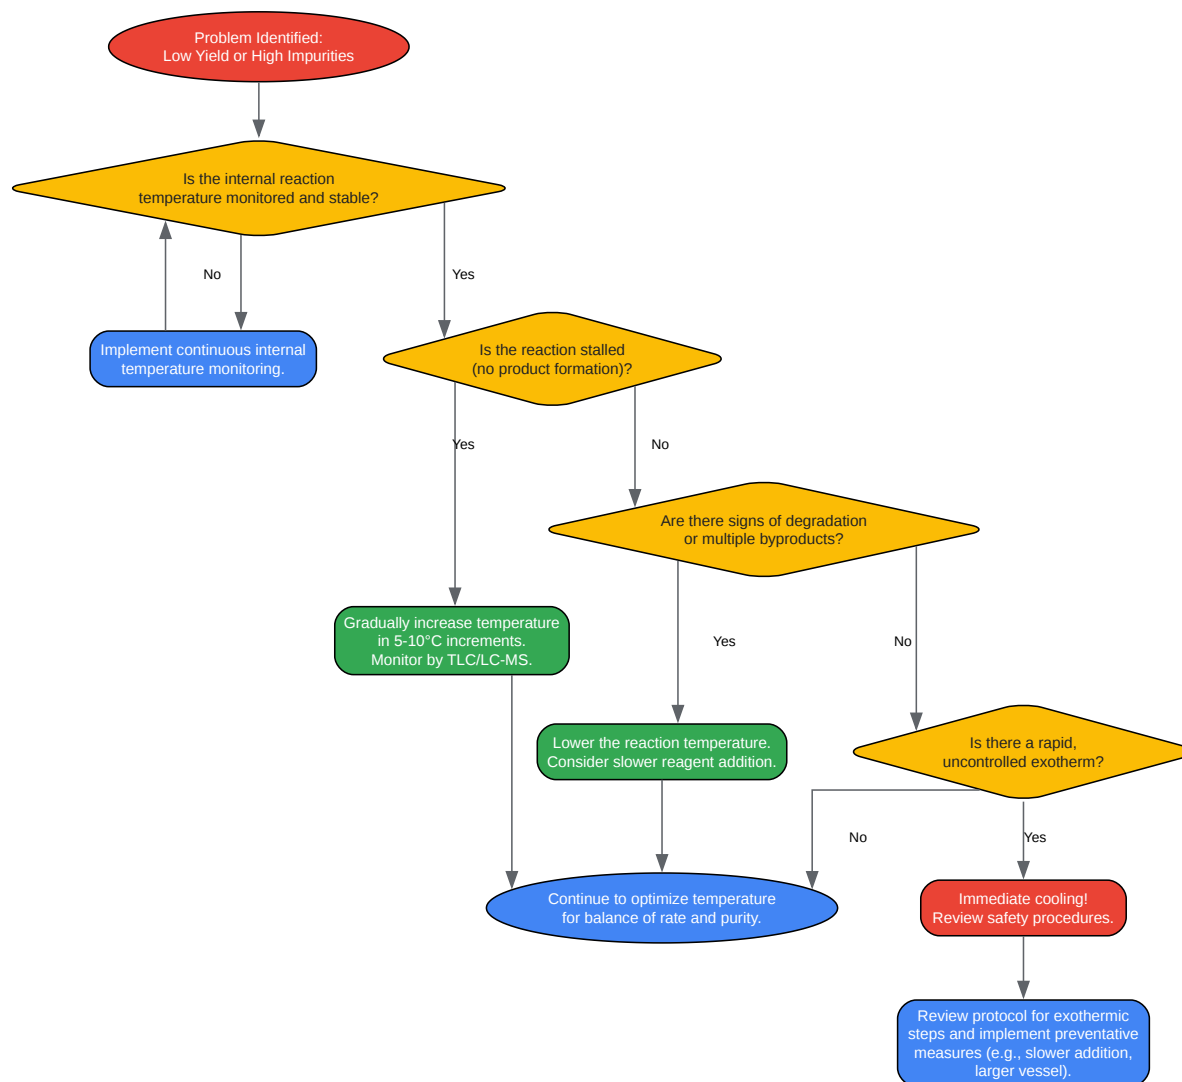 Problem Identified:
Low Yield or High Impurities
Is the internal reaction
temperature monitored and stable?
No
Yes
Implement continuous internal
temperature monitoring.
Is the reaction stalled
(no product formation)?
Yes
No
Are there signs of degradation
or multiple byproducts?
Gradually increase temperature
in 5-10°C increments.
Monitor by TLC/LC-MS.
Yes
No
Lower the reaction temperature.
Consider slower reagent addition.
Is there a rapid,
uncontrolled exotherm?
No
Yes
Continue to optimize temperature
for balance of rate and purity.
Immediate cooling!
Review safety procedures.
Review protocol for exothermic
steps and implement preventative
measures (e.g., slower addition,
larger vessel).